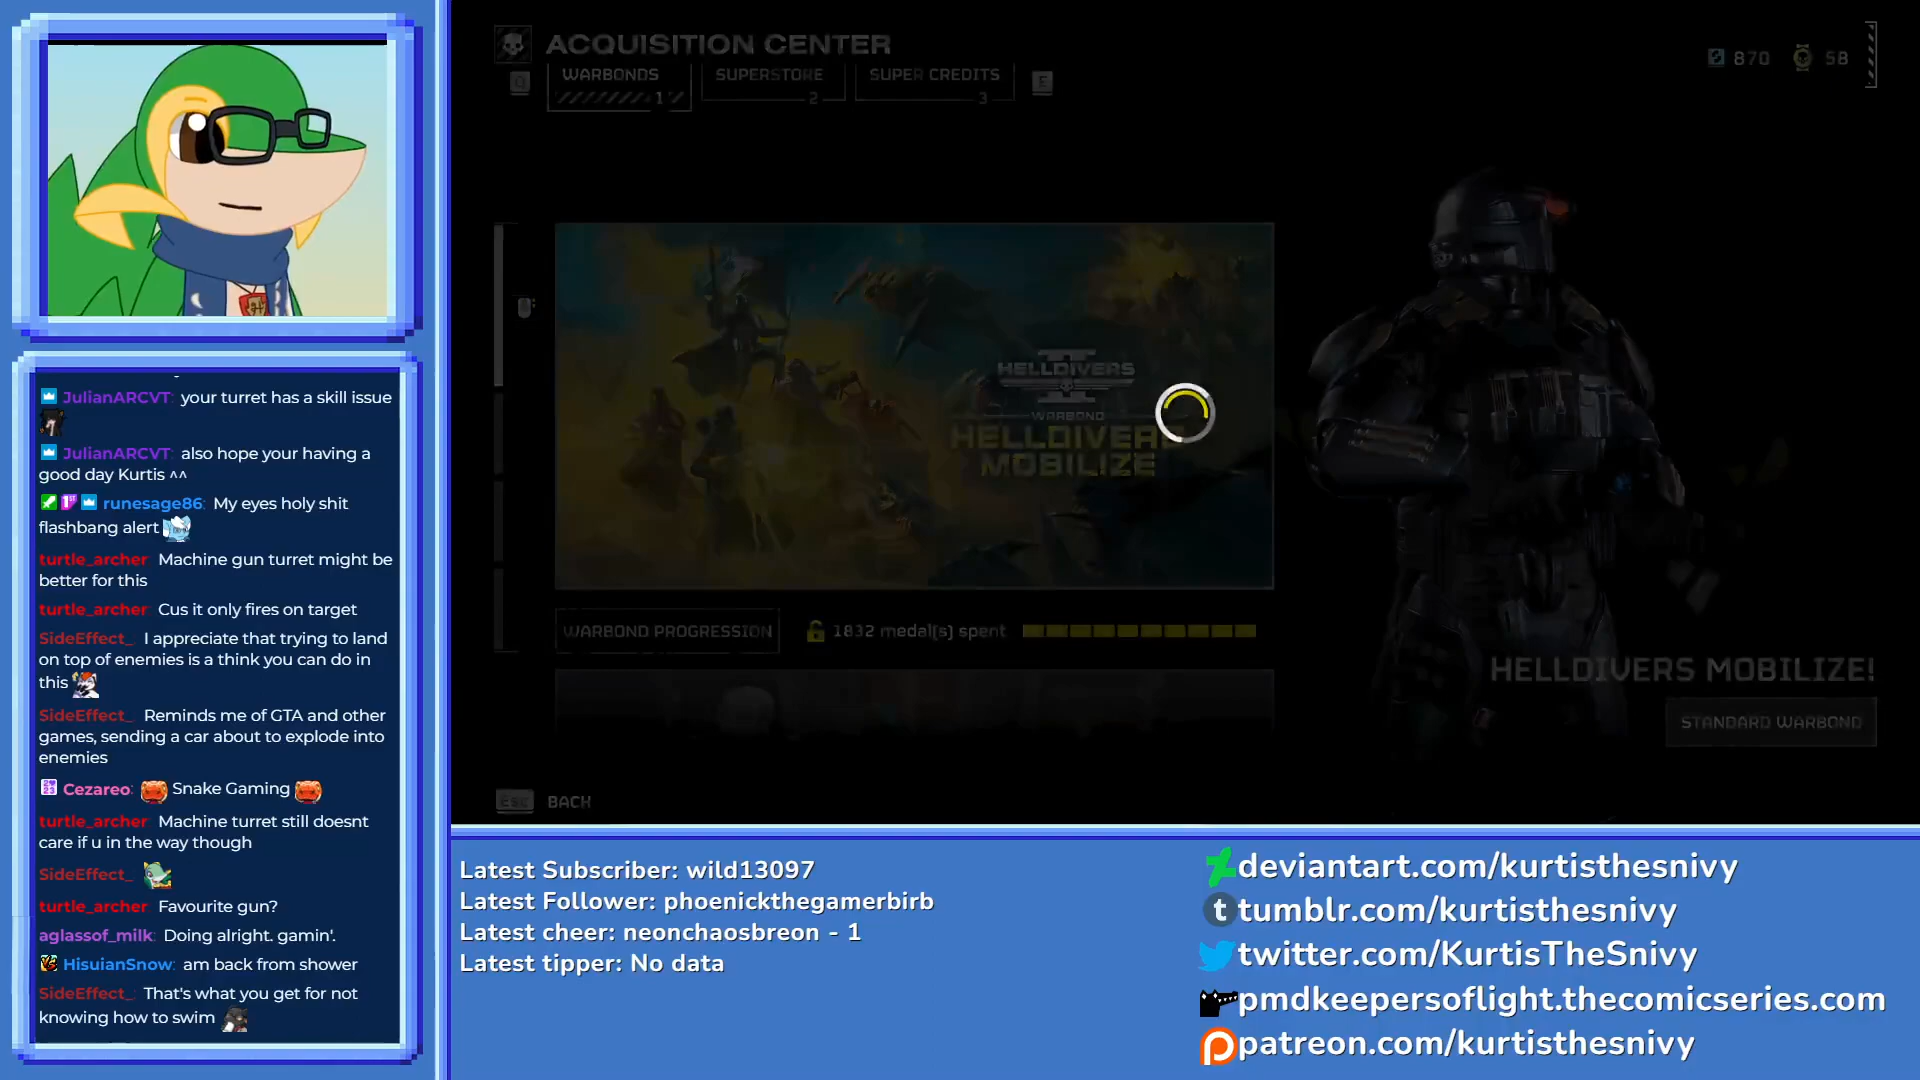 ACQUISITION CENTER
870 58
Q WARBONDS 1 SUPERSTORE 2 SUPER CREDITS 3 E
HELLDIVERS
II
WARBOND
HELLDIVERS
MOBILIZE
WARBOND PROGRESSION 1832 medal(s) spent
HELLDIVERS MOBILIZE!
STANDARD WARBOND
Esc BACK
JulianARCVT: your turret has a skill issue
JulianARCVT: also hope your having a
good day Kurtis ^^
runesage86: My eyes holy shit
flashbang alert
turtle_archer: Machine gun turret might be
better for this
turtle_archer: Cus it only fires on target
SideEffect_: I appreciate that trying to land
on top of enemies is a think you can do in
this
SideEffect_: Reminds me of GTA and other
games, sending a car about to explode into
enemies
Cezareo: Snake Gaming
turtle_archer: Machine turret still doesnt
care if u in the way though
SideEffect_:
turtle_archer: Favourite gun?
aglassof_milk: Doing alright. gamin'.
HisuianSnow: am back from shower
SideEffect_: That's what you get for not
knowing how to swim
Latest Subscriber: wild13097
Latest Follower: phoenickthegamerbirb
Latest cheer: neonchaosbreon - 1
Latest tipper: No data
deviantart.com/kurtisthesnivy
tumblr.com/kurtisthesnivy
twitter.com/KurtisTheSnivy
pmdkeepersoflight.thecomicseries.com
patreon.com/kurtisthesnivy